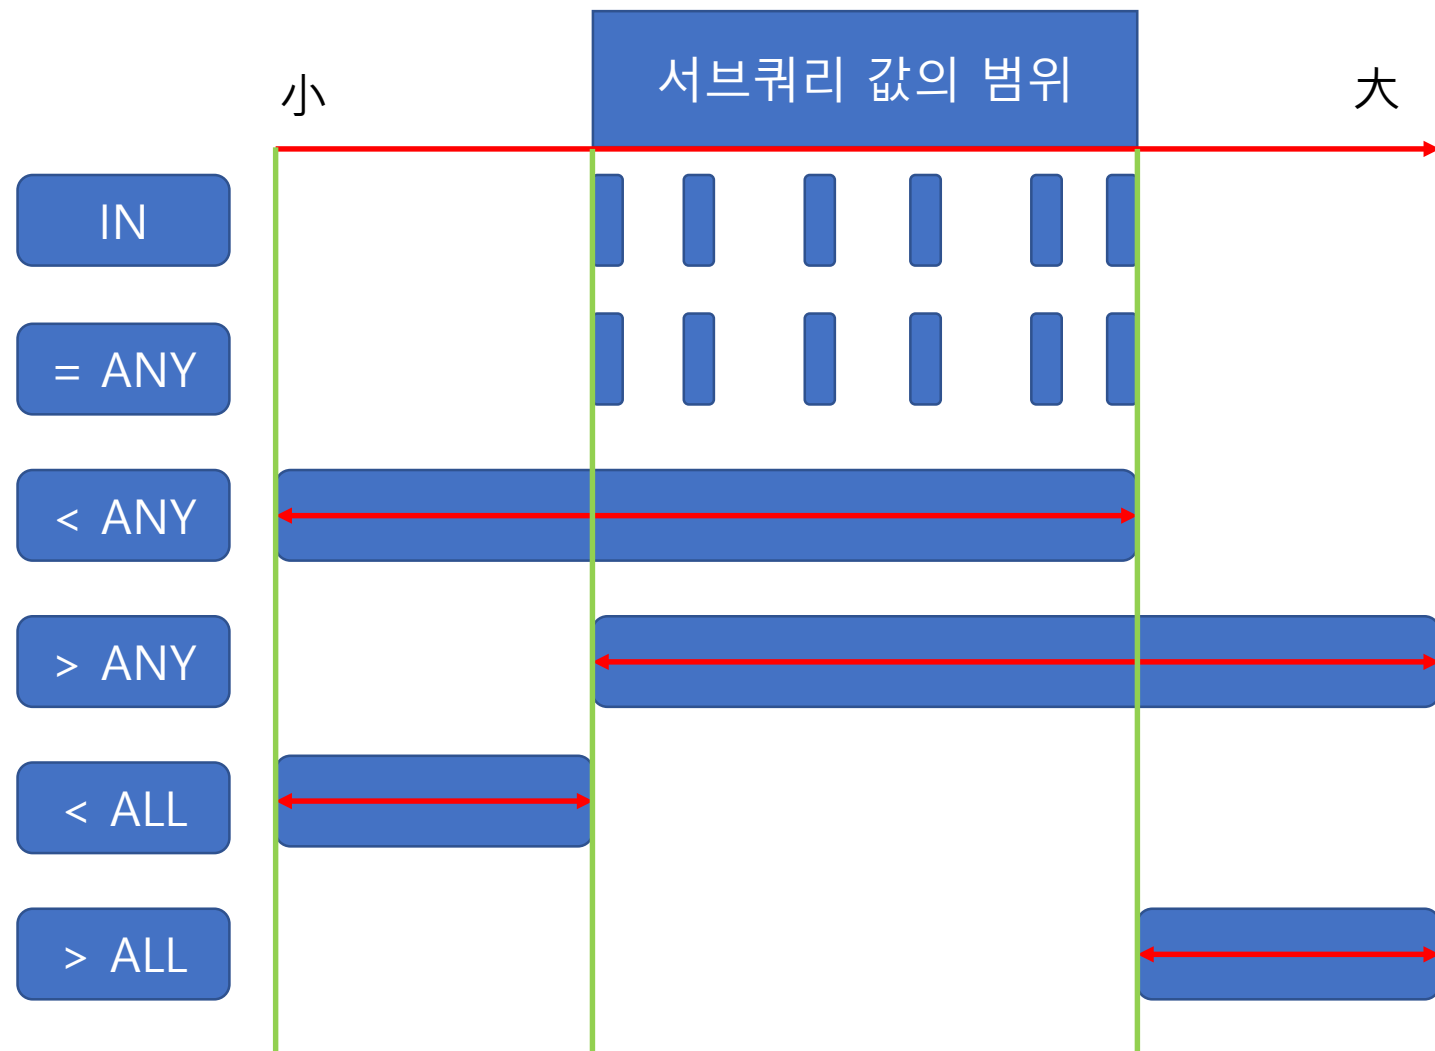 서브쿼리 값의 범위
小
大
IN
= ANY
< ANY
> ANY
< ALL
> ALL